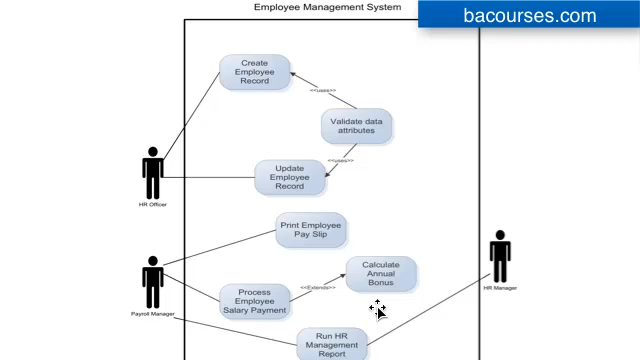 Employee Management System
bacourses.com
Create
Employee
Record
<<uses>>
Validate data
attributes
<<uses>>
Update
Employee
Record
HR Officer
Print Employee
Pay Slip
Calculate
Annual
Bonus
HR Manager
<<Extends>>
Process
Employee
Salary Payment
Payroll Manager
Run HR
Management
Report